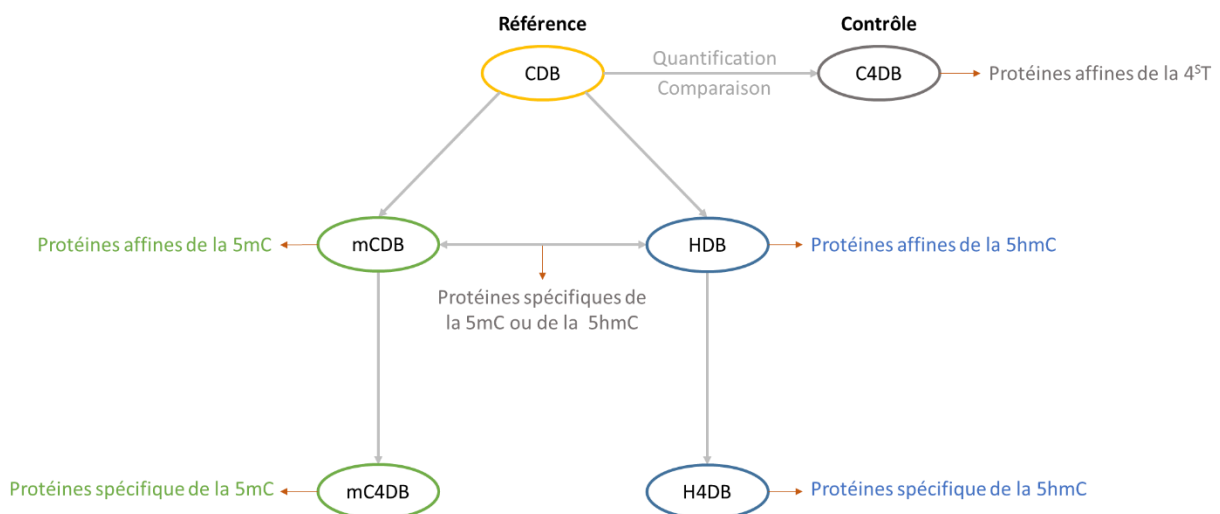 Référence
Contrôle
CDB
Quantification
Comparaison
C4DB
Protéines affines de la 4ˢT
Protéines affines de la 5mC
mCDB
HDB
Protéines affines de la 5hmC
Protéines spécifiques de
la 5mC ou de la 5hmC
Protéines spécifique de la 5mC
mC4DB
H4DB
Protéines spécifique de la 5hmC